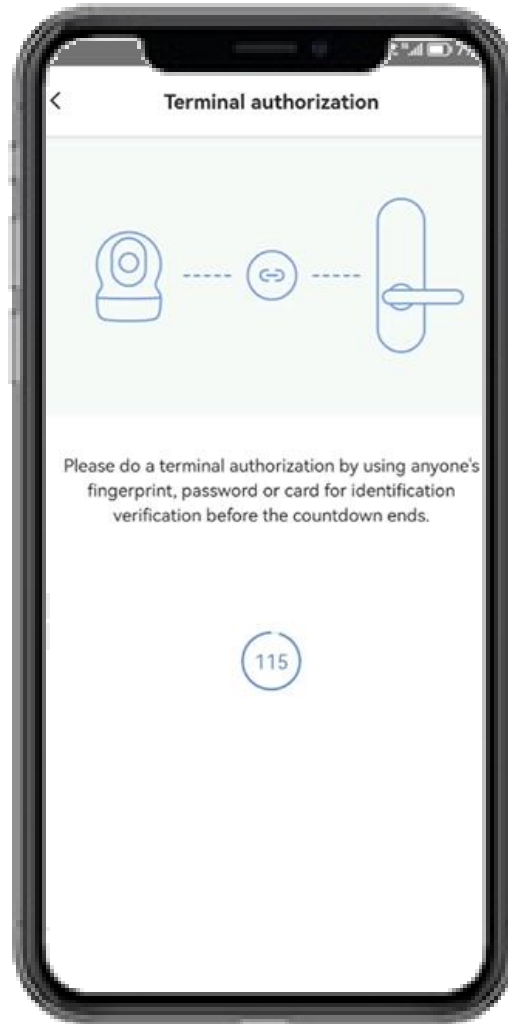 Terminal authorization
Please do a terminal authorization by using anyone's
fingerprint, password or card for identification
verification before the countdown ends.
115